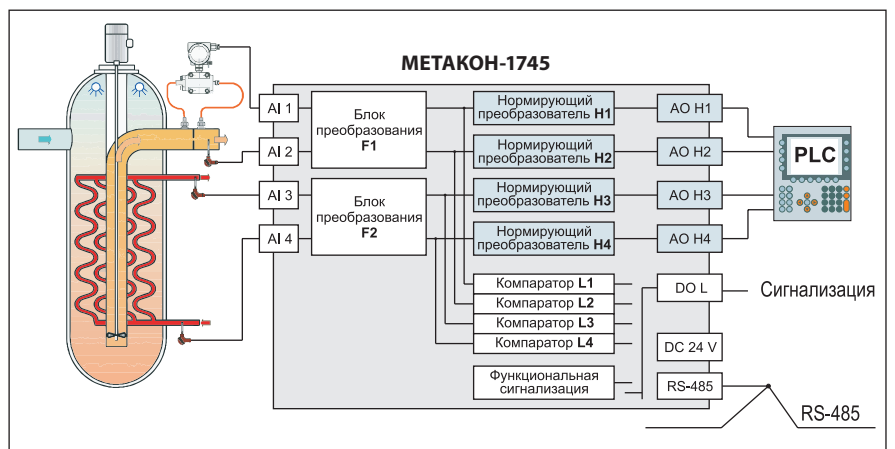 МЕТАКОН-1745
AI 1
AI 2
AI 3
AI 4
Блок
преобразования
F1
Блок
преобразования
F2
Нормирующий
преобразователь H1
Нормирующий
преобразователь H2
Нормирующий
преобразователь H3
Нормирующий
преобразователь H4
AO H1
AO H2
AO H3
AO H4
PLC
Компаратор L1
Компаратор L2
Компаратор L3
Компаратор L4
Функциональная
сигнализация
DO L
Сигнализация
DC 24 V
RS-485
RS-485